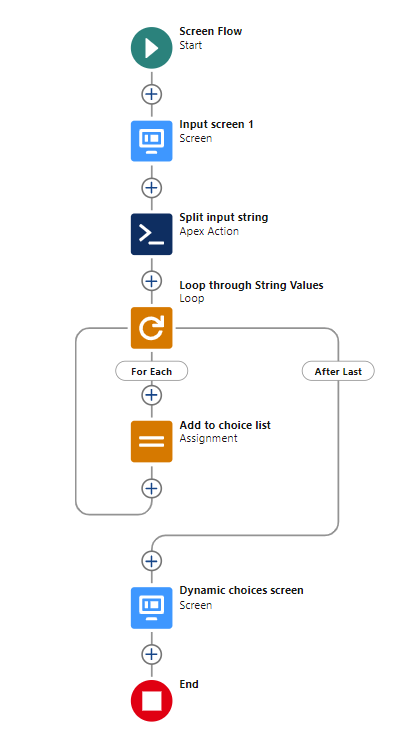 Screen Flow
Start
Input screen 1
Screen
Split input string
Apex Action
Loop through String Values
Loop
For Each
After Last
Add to choice list
Assignment
Dynamic choices screen
Screen
End